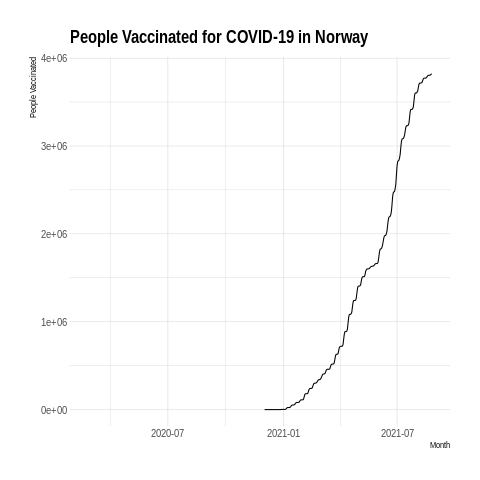 People Vaccinated for COVID-19 in Norway
People Vaccinated
4e+06
3e+06
2e+06
1e+06
0e+00
2020-07
2021-01
2021-07
Month